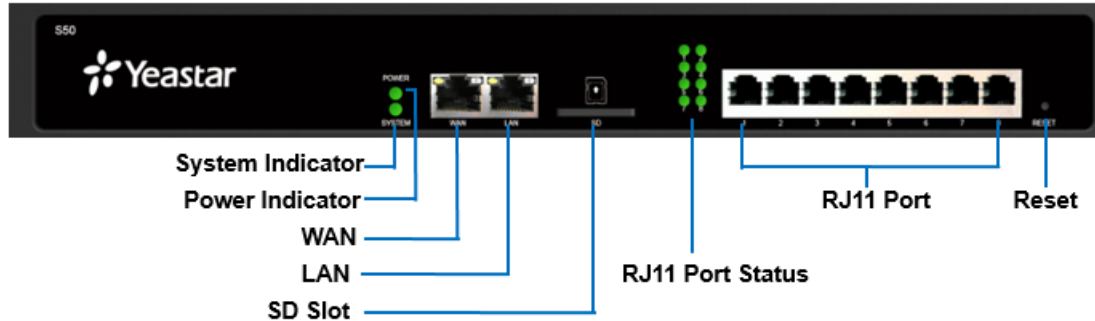 S50
Yeastar
POWER
SYSTEM
WAN
LAN
SD
1 2 3 4 5 6 7 8
RESET
System Indicator
Power Indicator
WAN
LAN
SD Slot
RJ11 Port Status
RJ11 Port
Reset